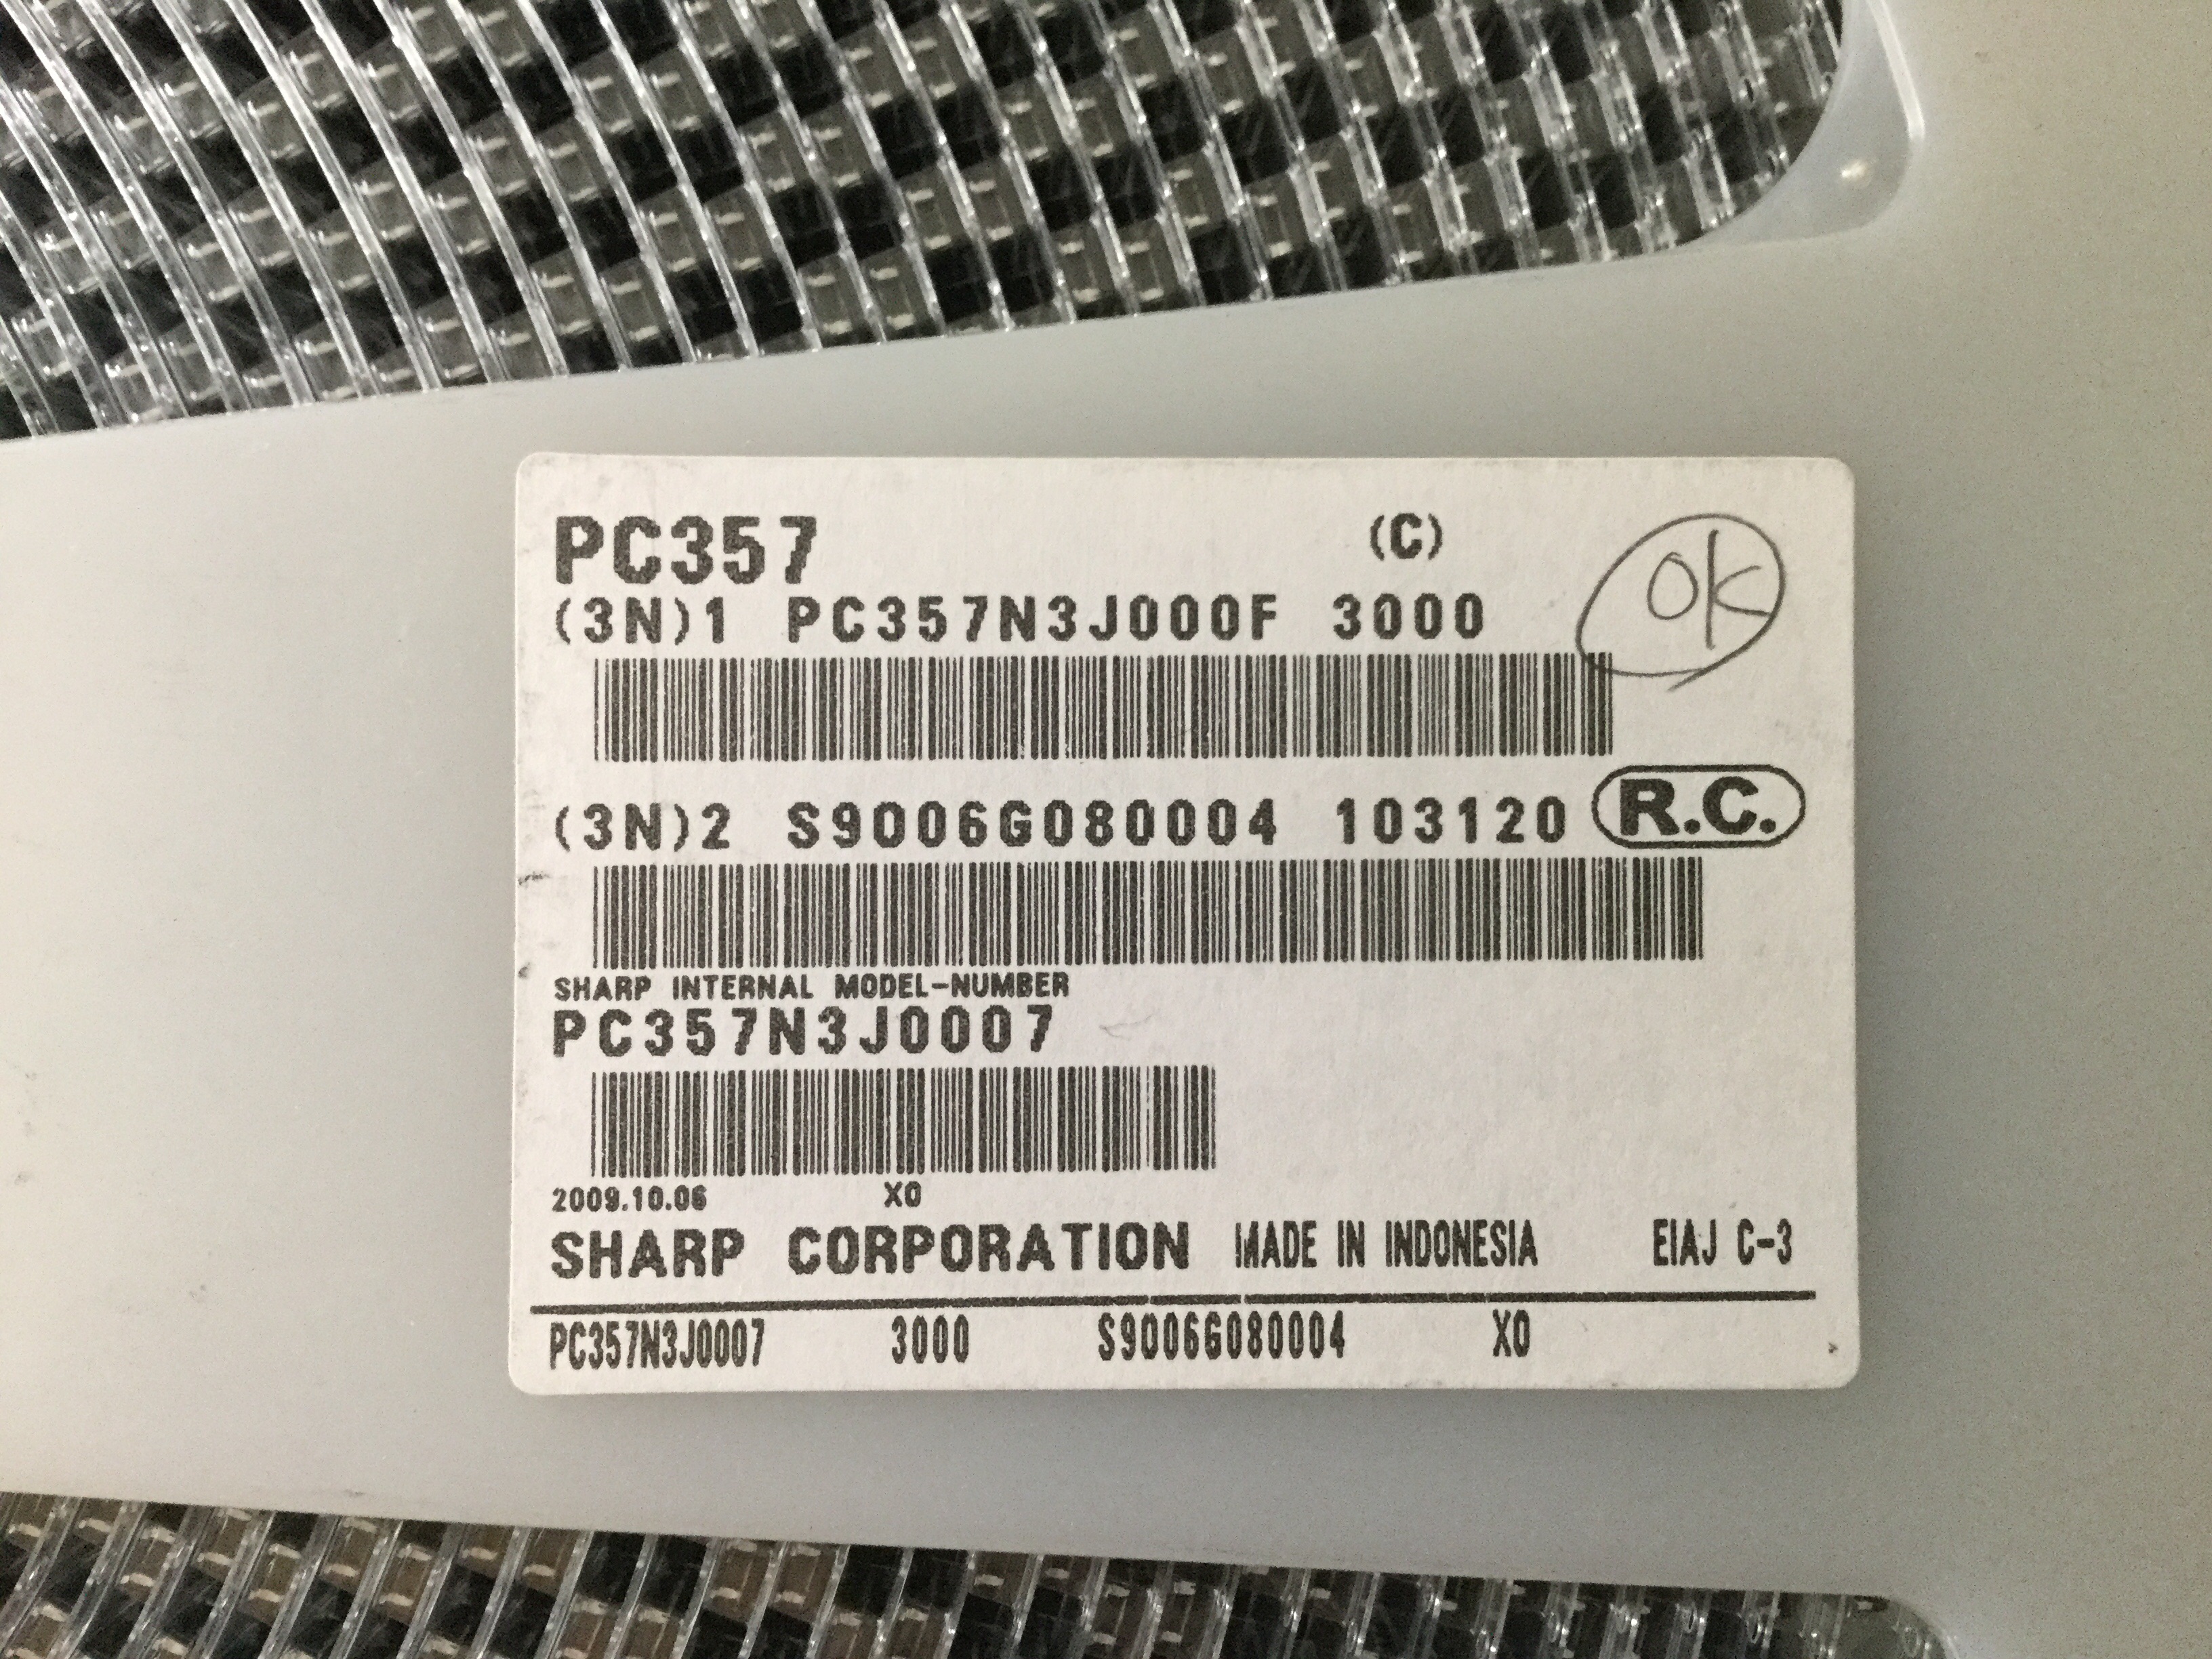 PC357 (C) OK
(3N)1 PC357N3J000F 3000
(3N)2 S9006G080004 103120 R.C.
SHARP INTERNAL MODEL-NUMBER
PC357N3J0007
2009.10.06 XO
SHARP CORPORATION MADE IN INDONESIA EIAJ C-3
PC357N3J0007 3000 S9006G080004 XO